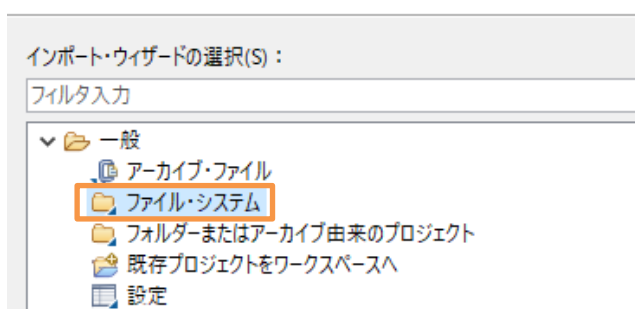 インポート・ウィザードの選択(S)：
フィルタ入力
一般
アーカイブ・ファイル
ファイル・システム
フォルダーまたはアーカイブ由来のプロジェクト
既存プロジェクトをワークスペースへ
設定